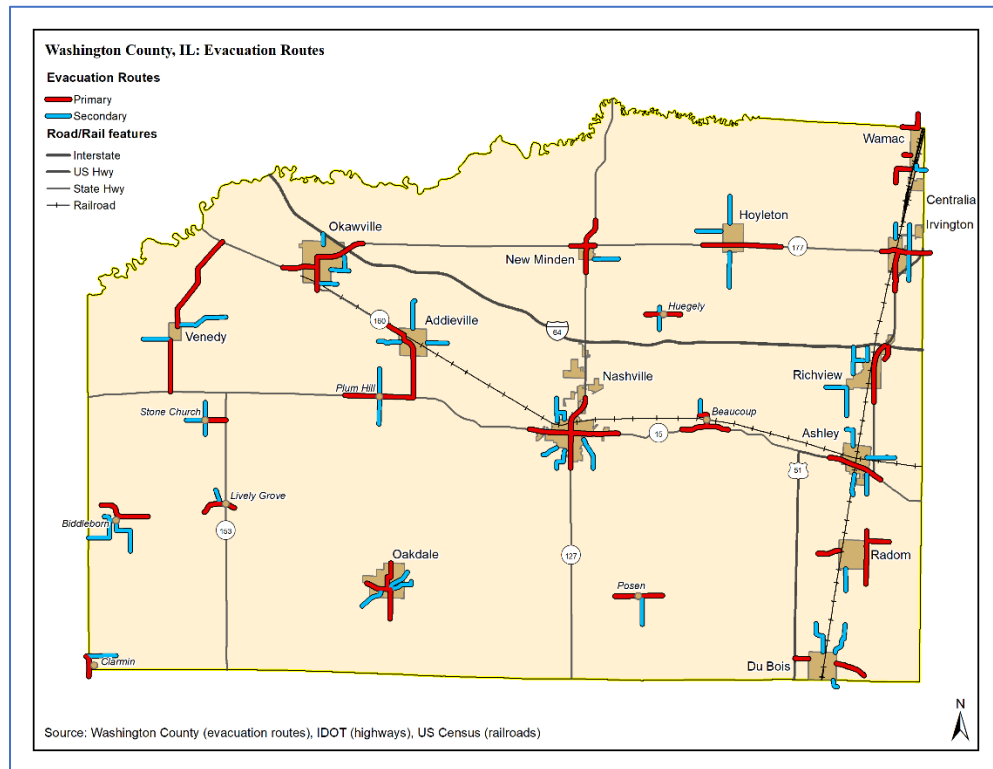 Washington County, IL: Evacuation Routes
Evacuation Routes
Primary
Secondary
Road/Rail features
Interstate
US Hwy
State Hwy
Railroad
Wamac
Centralia
Irvington
Hoyleton
177
Okawville
New Minden
Huegely
64
160
Addieville
Venedy
Nashville
Richview
Plum Hill
Stone Church
Beaucoup
15
Ashley
51
Lively Grove
Biddleborn
153
127
Oakdale
Radom
Posen
Clarmin
Du Bois
N
Source: Washington County (evacuation routes), IDOT (highways), US Census (railroads)